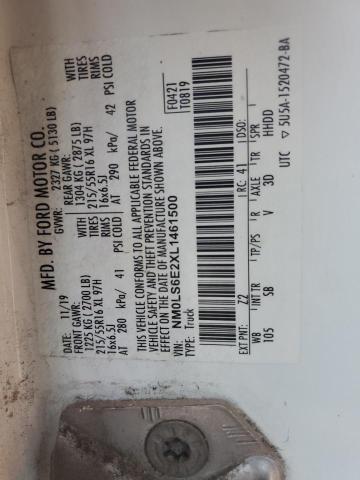 MFD. BY FORD MOTOR CO.
GVWR:
2327 KG ( 5130 LB)
11/19
FRONT GAWR:
1225 KG ( 2700 LB)
215/55R16 XL 97H
16x6.5J
AT 280 kPa/ 41
WITH
TIRES
RIMS
PSI COLD
REAR GAWR:
1304 KG ( 2875 LB)
215/55R16 XL 97H
16x6.5J
AT 290 kPa/ 42
WITH
TIRES
RIMS
PSI COLD
THIS VEHICLE CONFORMS TO ALL APPLICABLE FEDERAL MOTOR
VEHICLE SAFETY AND THEFT PREVENTION STANDARDS IN
EFFECT ON THE DATE OF MANUFACTURE SHOWN ABOVE.
F0421
T0819
VIN: NM0LS6E2XL1461500
TYPE: Truck
EXT PNT: Z2 RC: 41 DSO:
WB INT TR TP/PS R AXLE TR SPR
105 SB V 3D HHDD
UTC ▽ 5U5A-1520472-BA